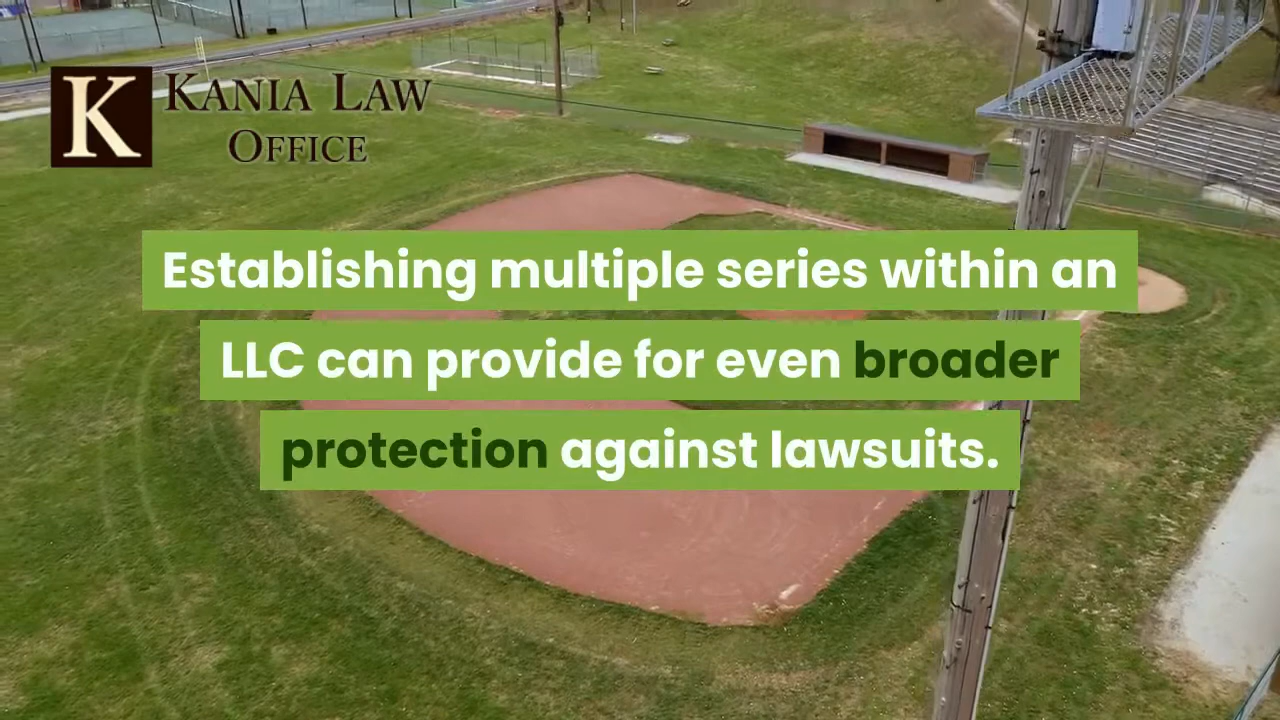 K
KANIA LAW
OFFICE
Establishing multiple series within an
LLC can provide for even broader
protection against lawsuits.